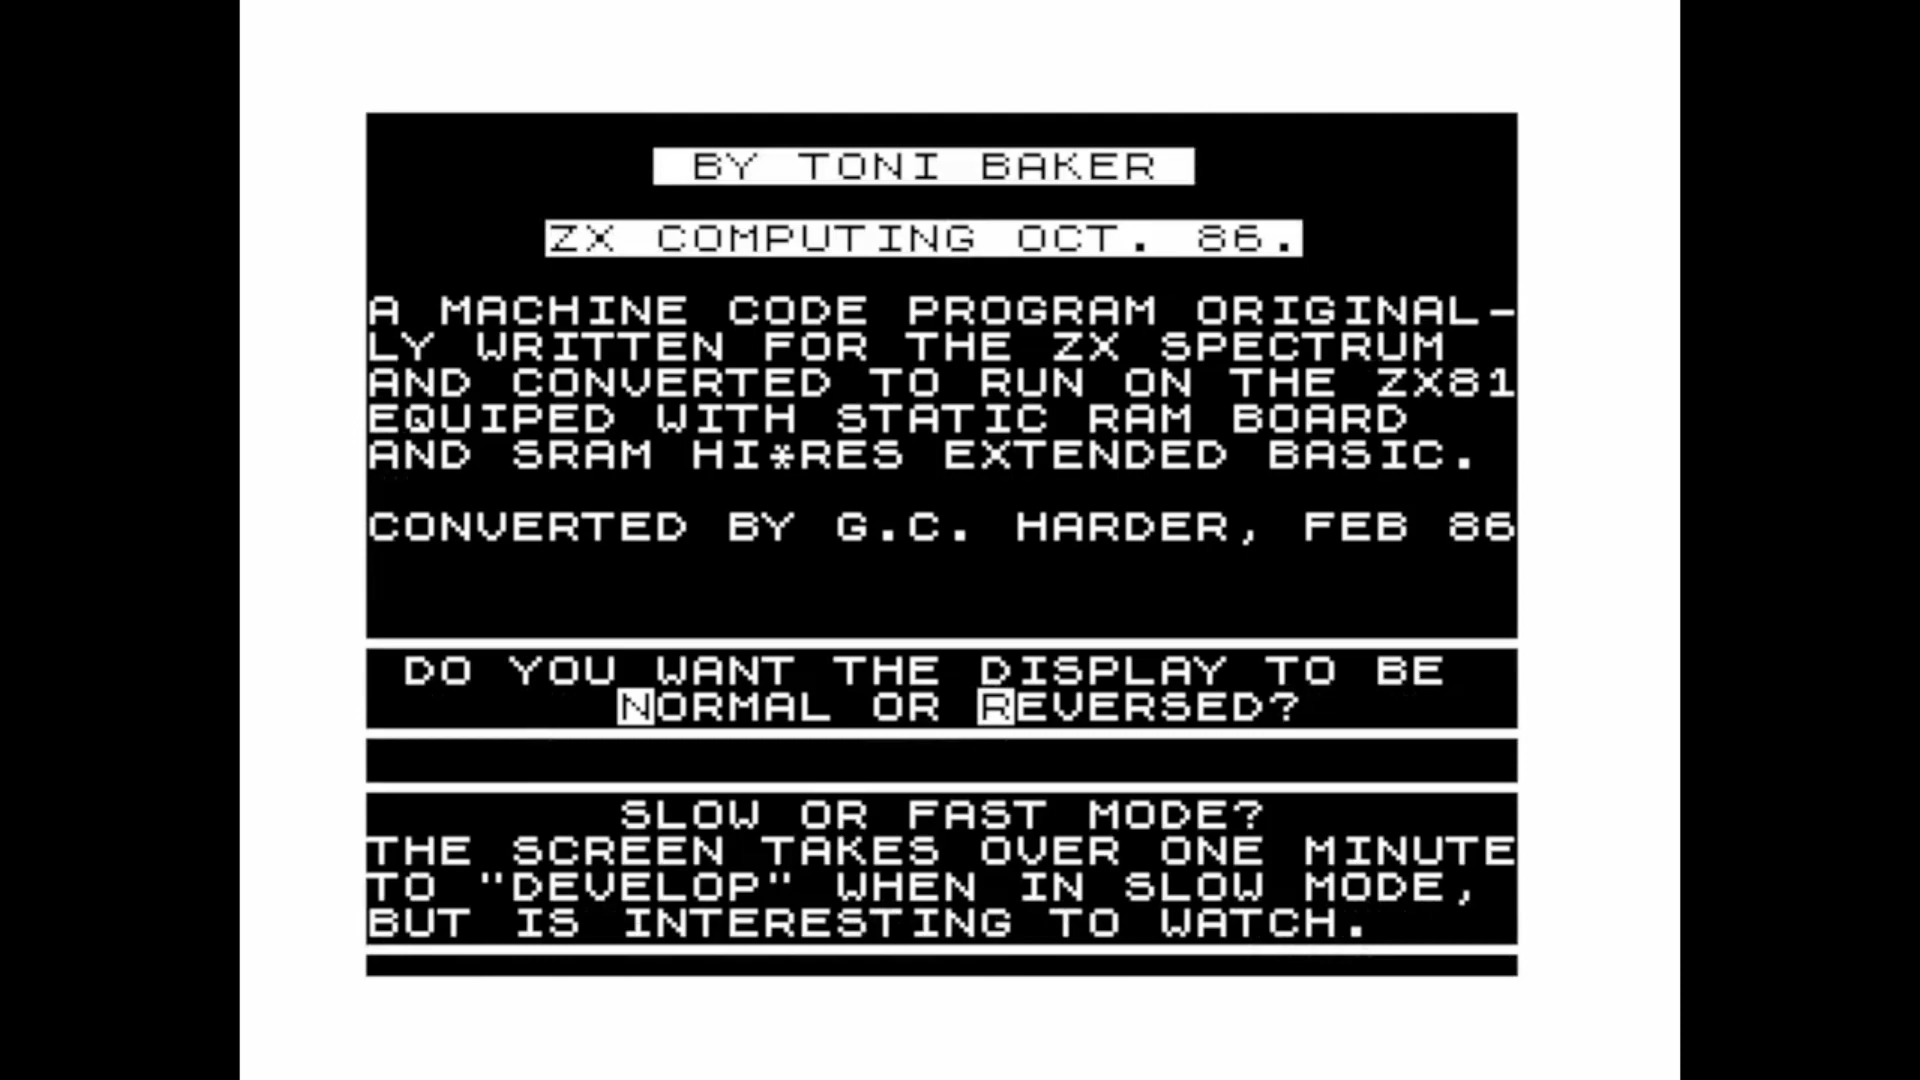 BY TONI BAKER
ZX COMPUTING OCT. 86.
A MACHINE CODE PROGRAM ORIGINAL-
LY WRITTEN FOR THE ZX SPECTRUM
AND CONVERTED TO RUN ON THE ZX81
EQUIPED WITH STATIC RAM BOARD
AND SRAM HI*RES EXTENDED BASIC.
CONVERTED BY G.C. HARDER, FEB 86
DO YOU WANT THE DISPLAY TO BE
NORMAL OR REVERSED?
SLOW OR FAST MODE?
THE SCREEN TAKES OVER ONE MINUTE
TO "DEVELOP" WHEN IN SLOW MODE,
BUT IS INTERESTING TO WATCH.